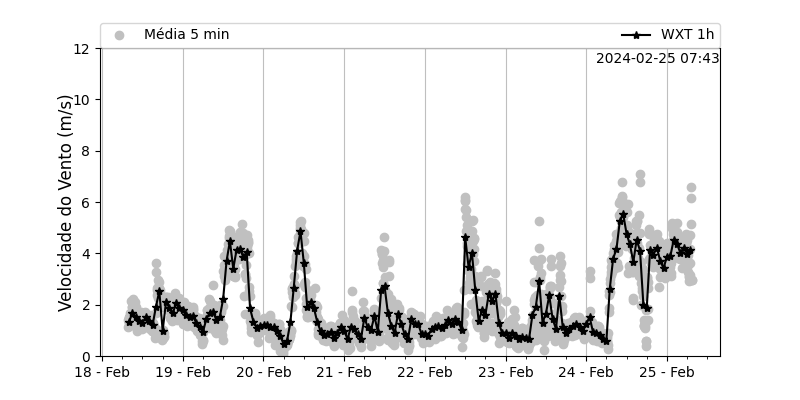 Média 5 min
WXT 1h
2024-02-25 07:43
Velocidade do Vento (m/s)
12
10
8
6
4
2
0
18 - Feb
19 - Feb
20 - Feb
21 - Feb
22 - Feb
23 - Feb
24 - Feb
25 - Feb